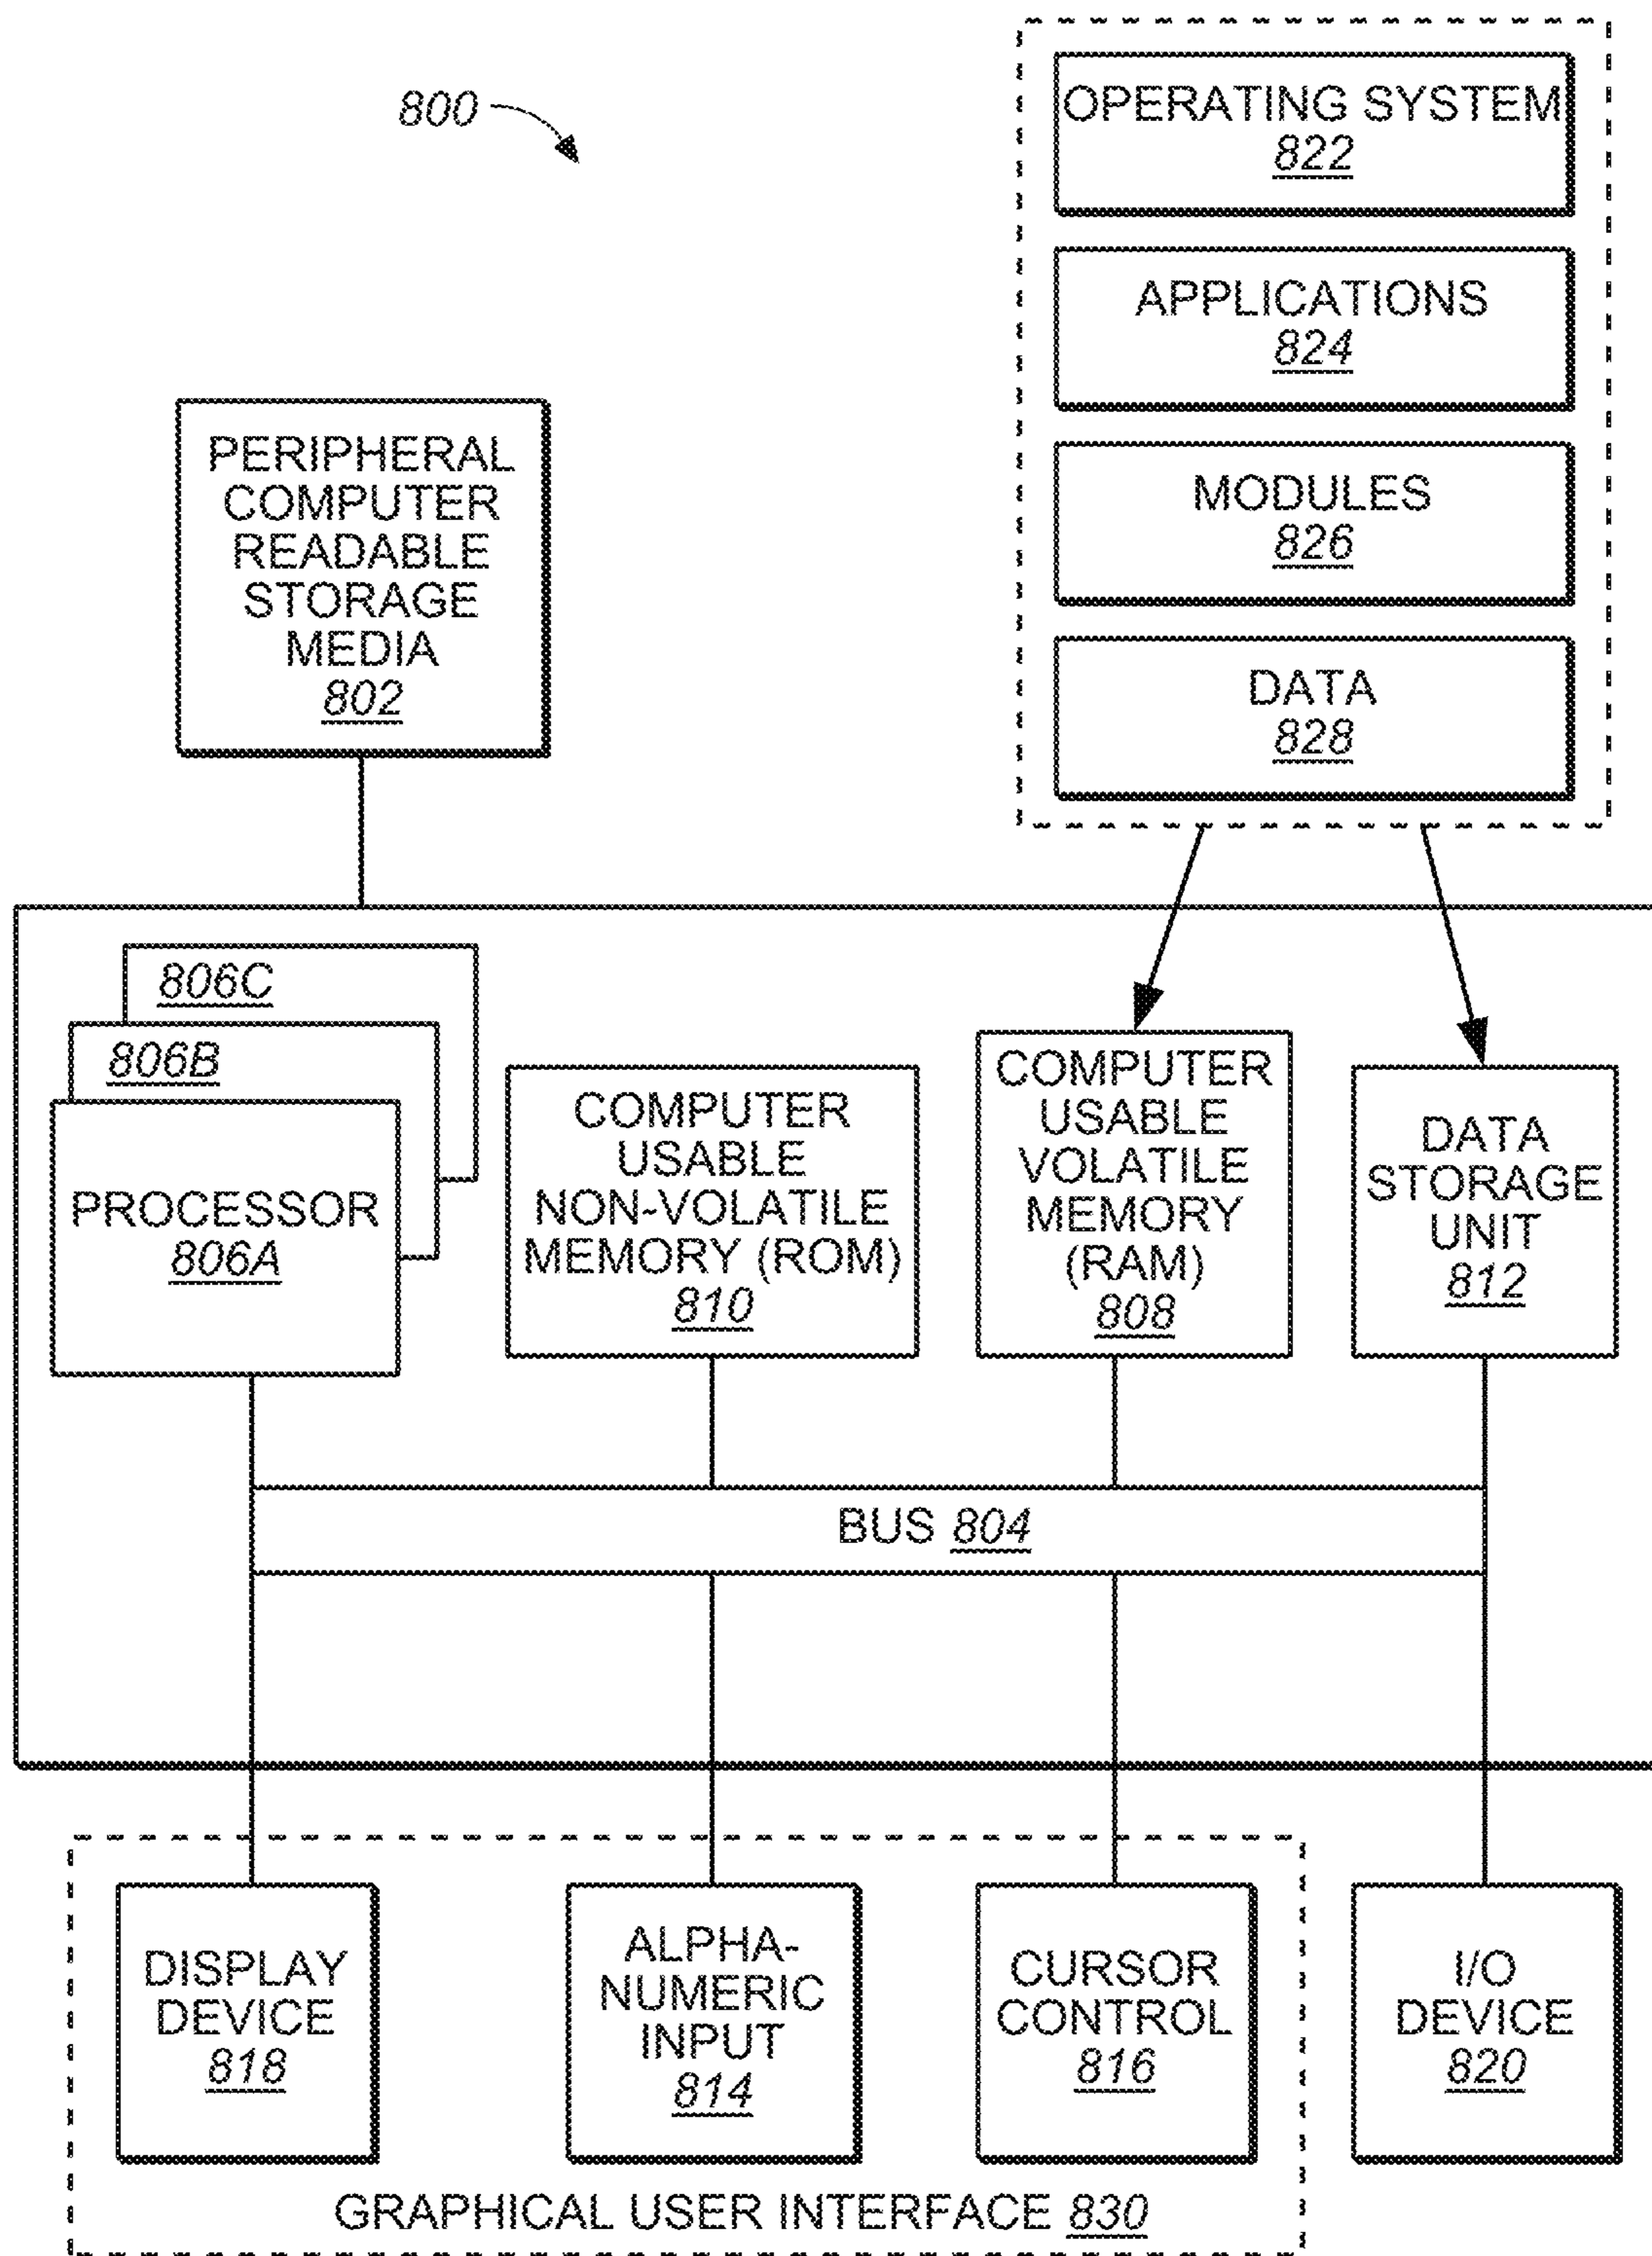 800
OPERATING SYSTEM
822
APPLICATIONS
824
MODULES
826
DATA
828
PERIPHERAL
COMPUTER
READABLE
STORAGE
MEDIA
802
806C
806B
PROCESSOR
806A
COMPUTER
USABLE
NON-VOLATILE
MEMORY (ROM)
810
COMPUTER
USABLE
VOLATILE
MEMORY
(RAM)
808
DATA
STORAGE
UNIT
812
BUS 804
DISPLAY
DEVICE
818
ALPHA-
NUMERIC
INPUT
814
CURSOR
CONTROL
816
I/O
DEVICE
820
GRAPHICAL USER INTERFACE 830